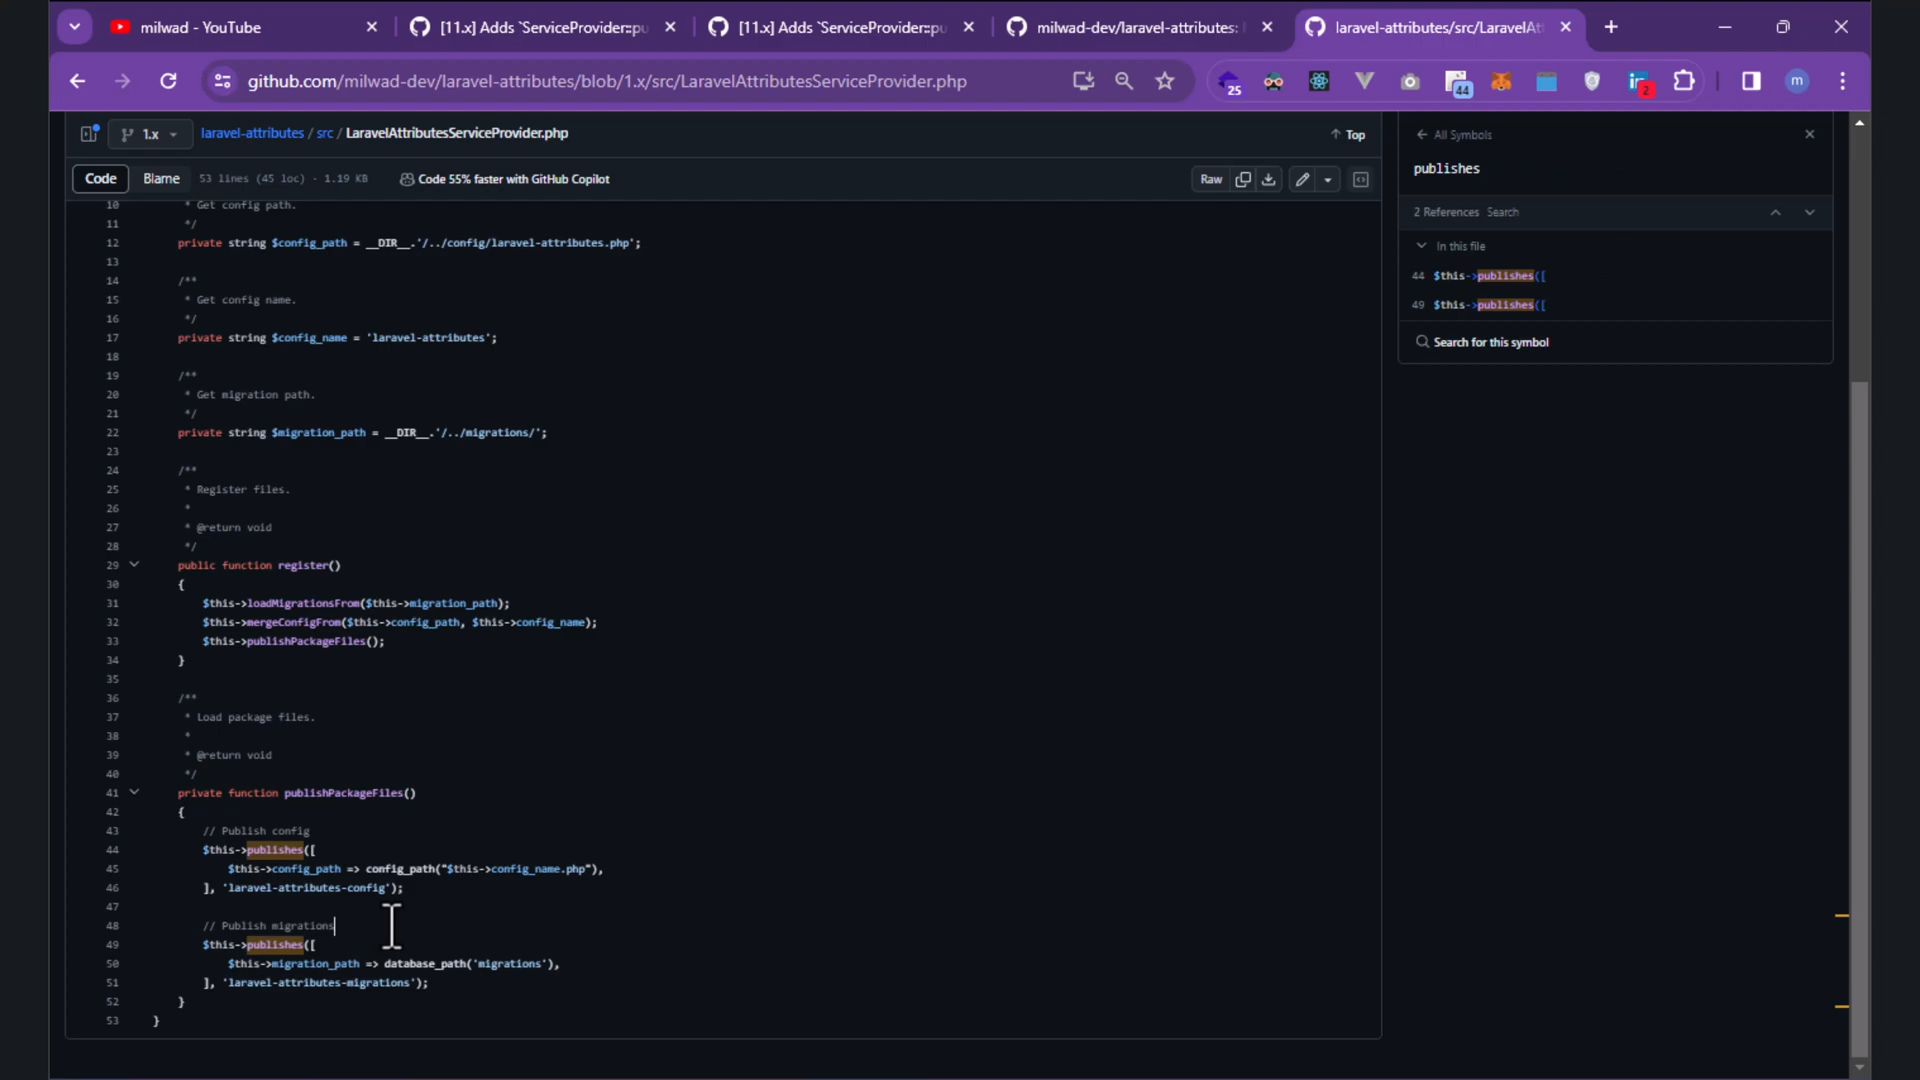 milwad - YouTube
[11.x] Adds `ServiceProvider::pu
[11.x] Adds `ServiceProvider::pu
milwad-dev/laravel-attributes:
laravel-attributes/src/LaravelAt
github.com/milwad-dev/laravel-attributes/blob/1.x/src/LaravelAttributesServiceProvider.php
25
44
2
m
1.x
laravel-attributes / src / LaravelAttributesServiceProvider.php
Top
Code
Blame
53 lines (45 loc) · 1.19 KB
Code 55% faster with GitHub Copilot
Raw
10 * Get config path.
11 */
12 private string $config_path = __DIR__.'/../config/laravel-attributes.php';
13
14 /**
15 * Get config name.
16 */
17 private string $config_name = 'laravel-attributes';
18
19 /**
20 * Get migration path.
21 */
22 private string $migration_path = __DIR__.'/../migrations/';
23
24 /**
25 * Register files.
26 *
27 * @return void
28 */
29 public function register()
30 {
31 $this->loadMigrationsFrom($this->migration_path);
32 $this->mergeConfigFrom($this->config_path, $this->config_name);
33 $this->publishPackageFiles();
34 }
35
36 /**
37 * Load package files.
38 *
39 * @return void
40 */
41 private function publishPackageFiles()
42 {
43 // Publish config
44 $this->publishes([
45 $this->config_path => config_path("$this->config_name.php"),
46 ], 'laravel-attributes-config');
47
48 // Publish migrations
49 $this->publishes([
50 $this->migration_path => database_path('migrations'),
51 ], 'laravel-attributes-migrations');
52 }
53 }
All Symbols
publishes
2 References Search
In this file
44 $this->publishes([
49 $this->publishes([
Search for this symbol